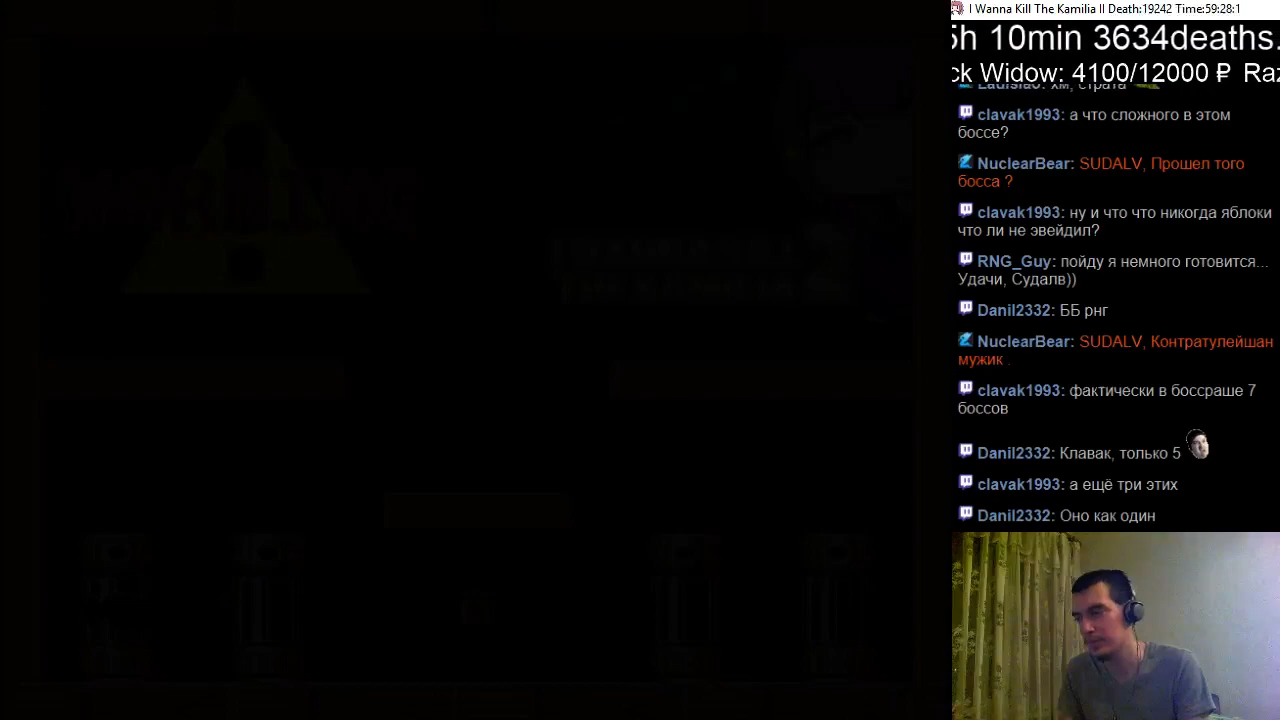 I Wanna Kill The Kamilia II Death:19242 Time:59:28:1
5h 10min 3634deaths.
ck Widow: 4100/12000 ₽ Raz
Ladislao: хм, страта
clavak1993: а что сложного в этом
боссе?
NuclearBear: SUDALV, Прошел того
босса ?
clavak1993: ну и что что никогда яблоки
что ли не эвейдил?
RNG_Guy: пойду я немного готовится...
Удачи, Судалв))
Danil2332: ББ рнг
NuclearBear: SUDALV, Контратулейшан
мужик .
clavak1993: фактически в боссраше 7
боссов
Danil2332: Клавак, только 5
clavak1993: а ещё три этих
Danil2332: Оно как один